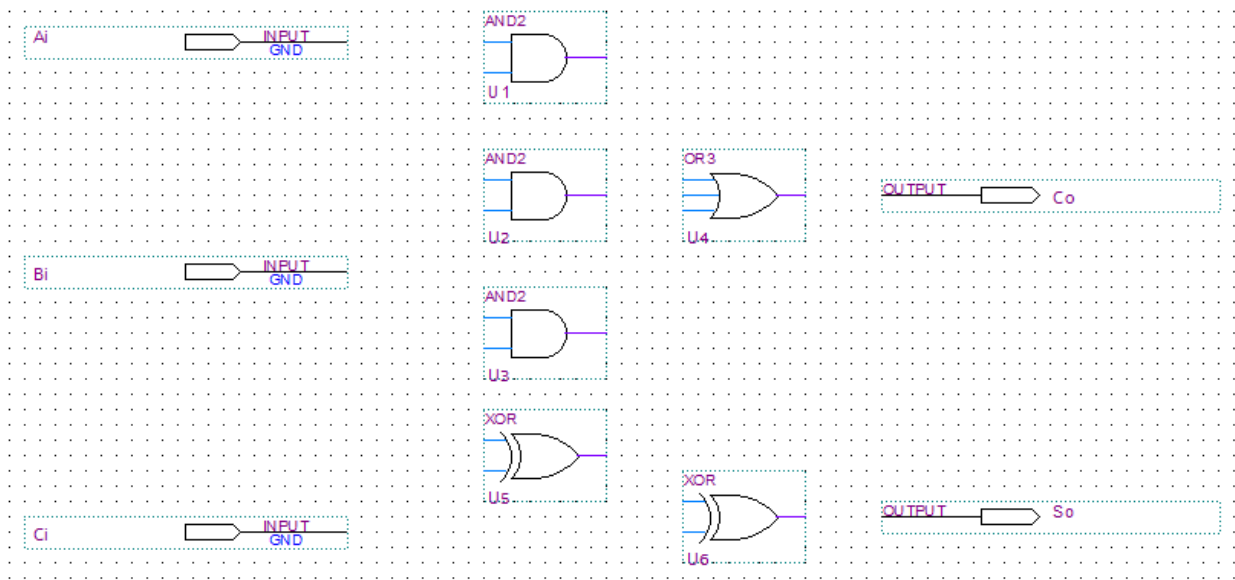 AND2
Ai
INPUT
GND
U1
AND2
OR3
OUTPUT
Co
U2
U4
INPUT
Bi
GND
AND2
U3
XOR
XOR
U5
OUTPUT
So
INPUT
Ci
GND
U6